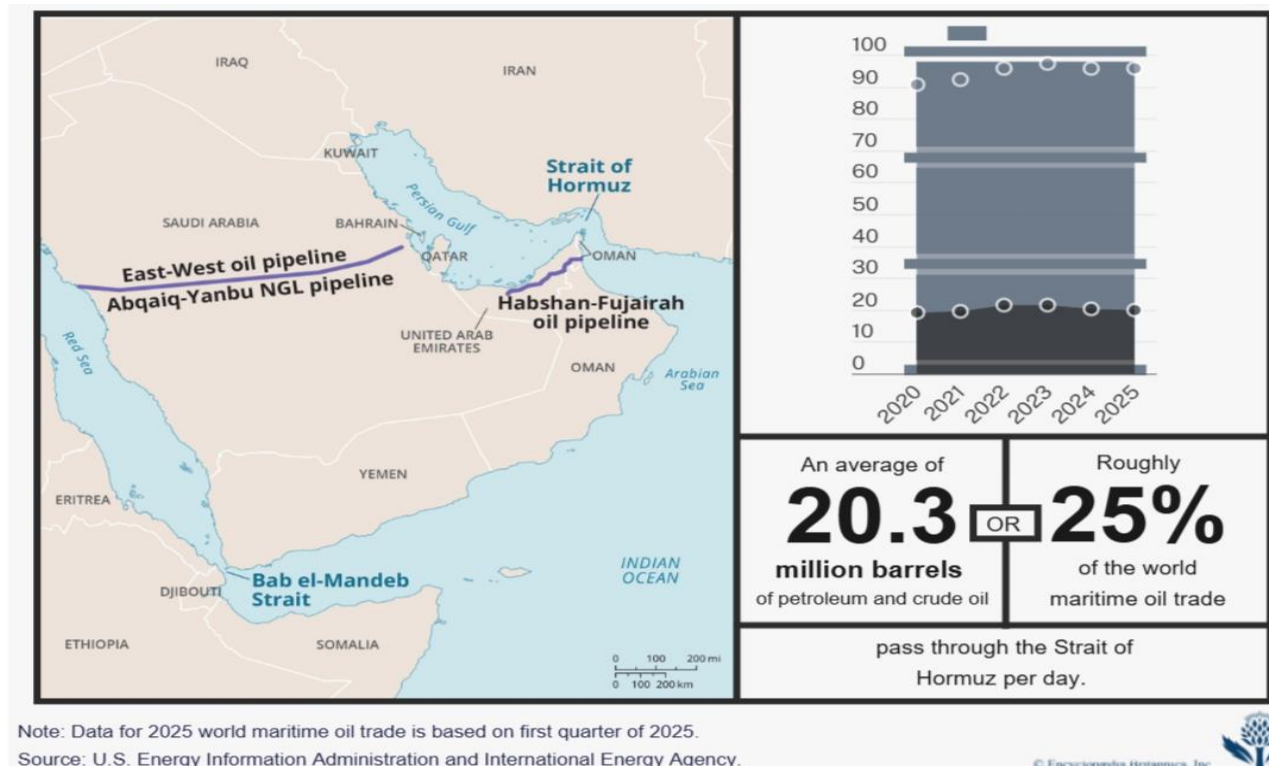 IRAQ
IRAN
KUWAIT
Strait of
Hormuz
Persian Gulf
SAUDI ARABIA
BAHRAIN
QATAR
OMAN
East-West oil pipeline
Abqaiq-Yanbu NGL pipeline
Habshan-Fujairah
oil pipeline
UNITED ARAB
EMIRATES
OMAN
Arabian
Sea
Red Sea
YEMEN
ERITREA
INDIAN
OCEAN
DJIBOUTI
Bab el-Mandeb
Strait
ETHIOPIA
SOMALIA
0 100 200 mi
0 100 200 km
100
90
80
70
60
50
40
30
20
10
0
2020 2021 2022 2023 2024 2025
An average of
20.3
million barrels
of petroleum and crude oil
OR
Roughly
25%
of the world
maritime oil trade
pass through the Strait of
Hormuz per day.
Note: Data for 2025 world maritime oil trade is based on first quarter of 2025.
Source: U.S. Energy Information Administration and International Energy Agency.
© Encyclopædia Britannica, Inc.